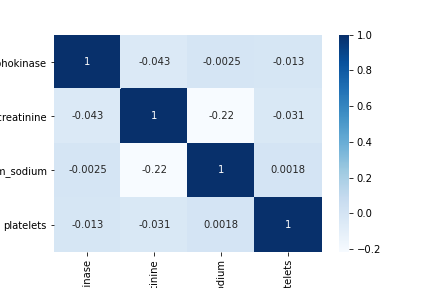 phokinase 1 -0.043 -0.0025 -0.013
creatinine -0.043 1 -0.22 -0.031
m_sodium -0.0025 -0.22 1 0.0018
platelets -0.013 -0.031 0.0018 1
inase tinine odium telets
1.0
0.8
0.6
0.4
0.2
0.0
-0.2